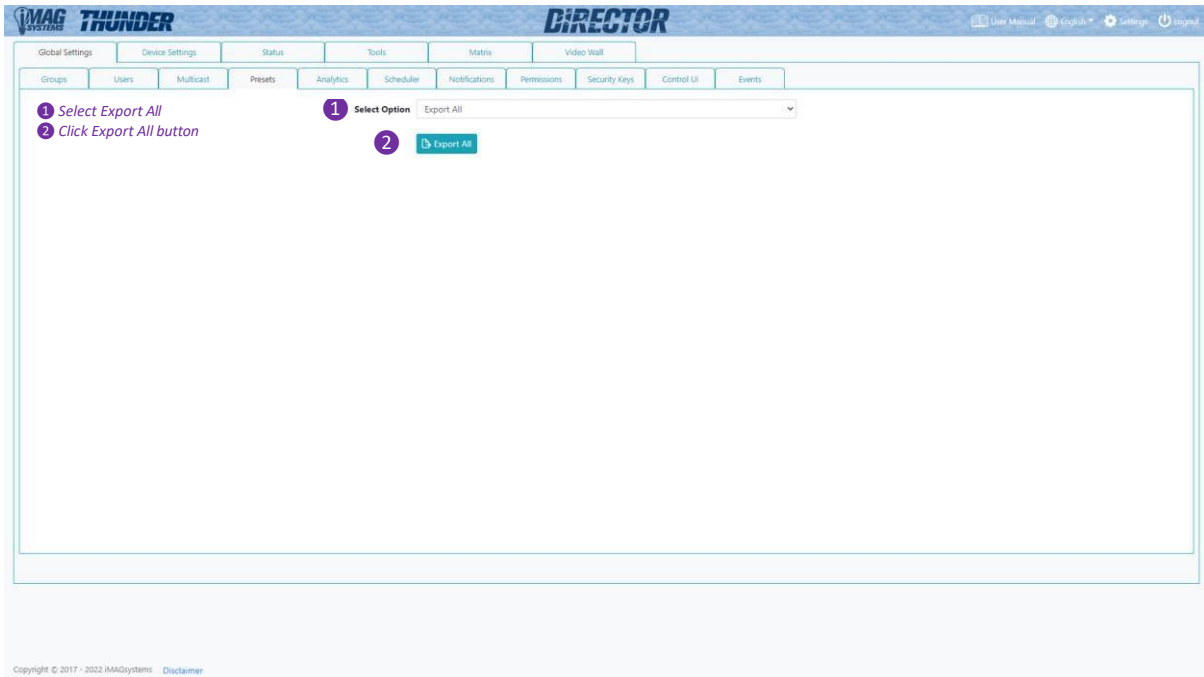 iMAG SYSTEMS THUNDER DiRECTOR User Manual English Settings Logout
Global Settings Device Settings Status Tools Matrix Video Wall
Groups Users Multicast Presets Analytics Scheduler Notifications Permissions Security Keys Control UI Events
1 Select Export All
2 Click Export All button
1 Select Option Export All
2 Export All
Copyright © 2017 - 2022 iMAGsystems Disclaimer